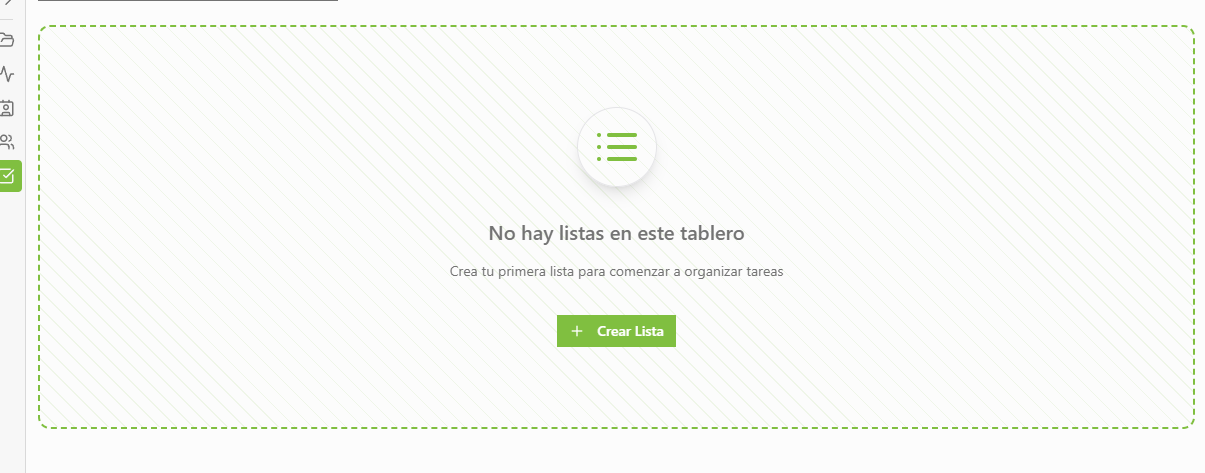 No hay listas en este tablero
Crea tu primera lista para comenzar a organizar tareas
Crear Lista